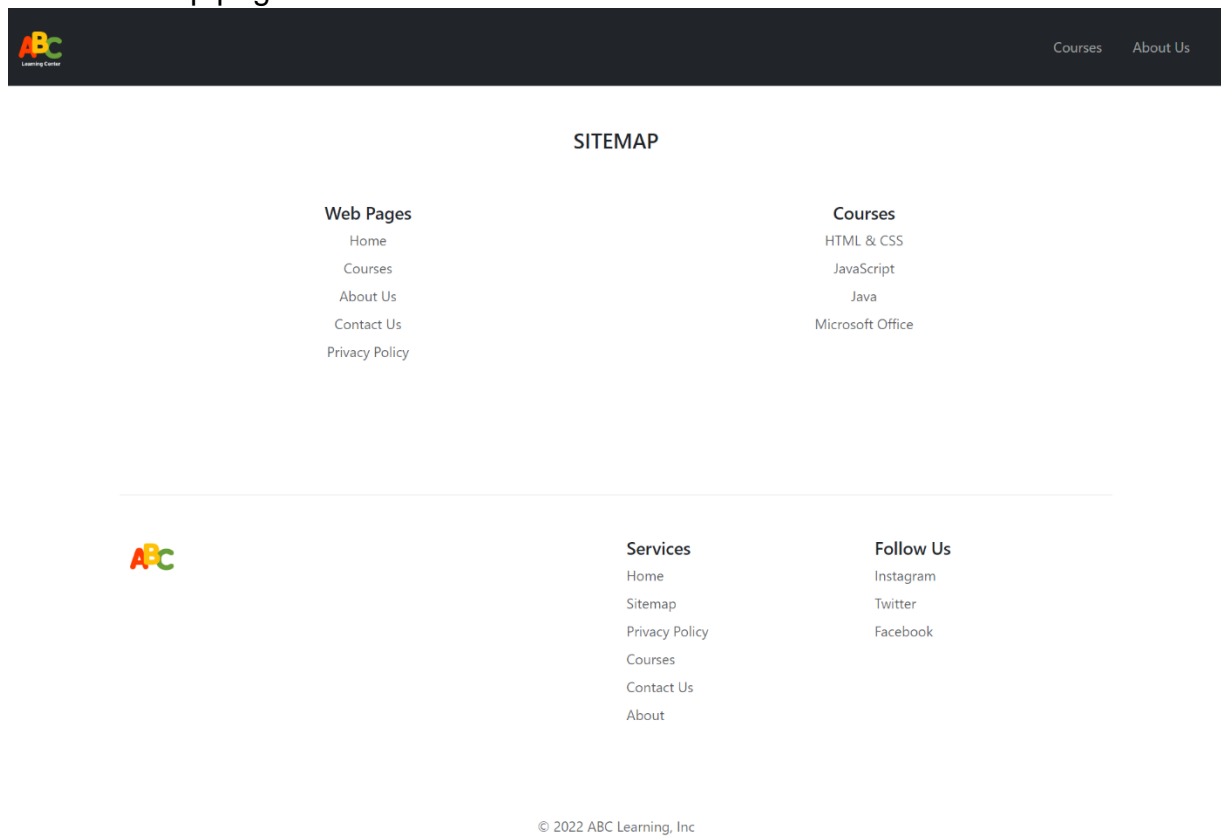 ABC
Learning Center
Courses About Us
SITEMAP
Web Pages
Home
Courses
About Us
Contact Us
Privacy Policy
Courses
HTML & CSS
JavaScript
Java
Microsoft Office
ABC
Services
Home
Sitemap
Privacy Policy
Courses
Contact Us
About
Follow Us
Instagram
Twitter
Facebook
© 2022 ABC Learning, Inc